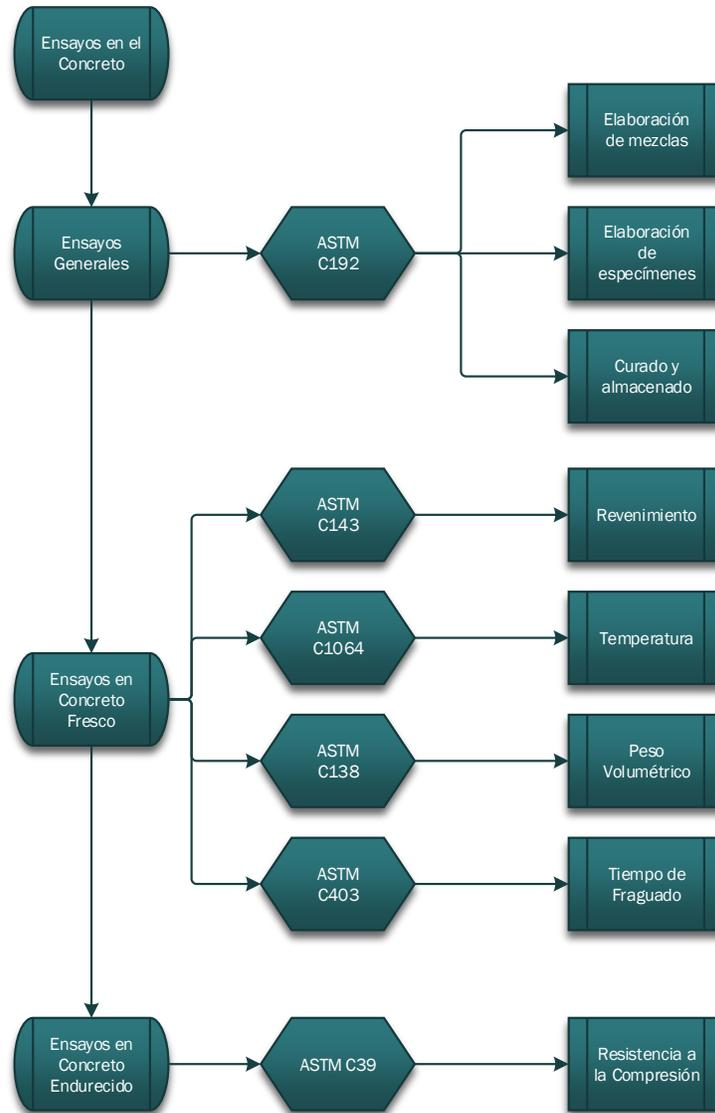 Ensayos en el
Concreto
Elaboración
de mezclas
Ensayos
Generales
ASTM
C192
Elaboración
de
especímenes
Curado y
almacenado
ASTM
C143
Revenimiento
ASTM
C1064
Temperatura
Ensayos en
Concreto
Fresco
ASTM
C138
Peso
Volumétrico
ASTM
C403
Tiempo de
Fraguado
Ensayos en
Concreto
Endurecido
ASTM C39
Resistencia a
la Compresión